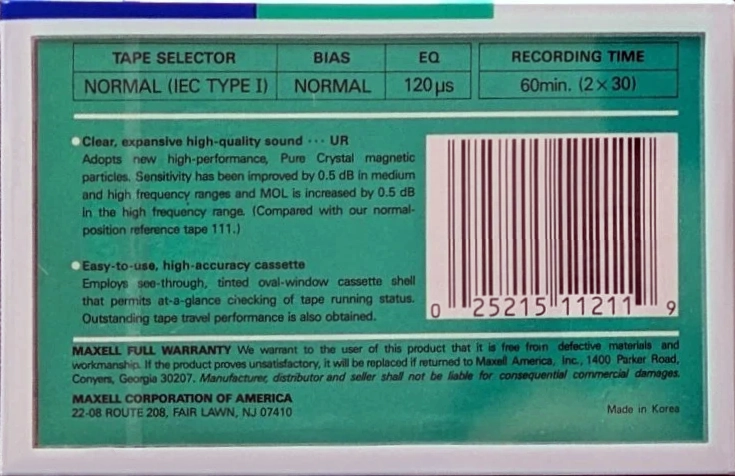 TAPE SELECTOR BIAS EQ RECORDING TIME
NORMAL (IEC TYPE I) NORMAL 120μs 60min. (2×30)
●Clear, expansive high-quality sound ··· UR
Adopts new high-performance, Pure Crystal magnetic
particles. Sensitivity has been improved by 0.5 dB in medium
and high frequency ranges and MOL is increased by 0.5 dB
in the high frequency range. (Compared with our normal-
position reference tape 111.)
●Easy-to-use, high-accuracy cassette
Employs see-through, tinted oval-window cassette shell
that permits at-a-glance checking of tape running status.
Outstanding tape travel performance is also obtained.
0 25215 11211 9
MAXELL FULL WARRANTY We warrant to the user of this product that it is free from defective materials and
workmanship. If the product proves unsatisfactory, it will be replaced if returned to Maxell America, Inc., 1400 Parker Road,
Conyers, Georgia 30207. Manufacturer, distributor and seller shall not be liable for consequential commercial damages.
MAXELL CORPORATION OF AMERICA
22-08 ROUTE 208, FAIR LAWN, NJ 07410
Made in Korea